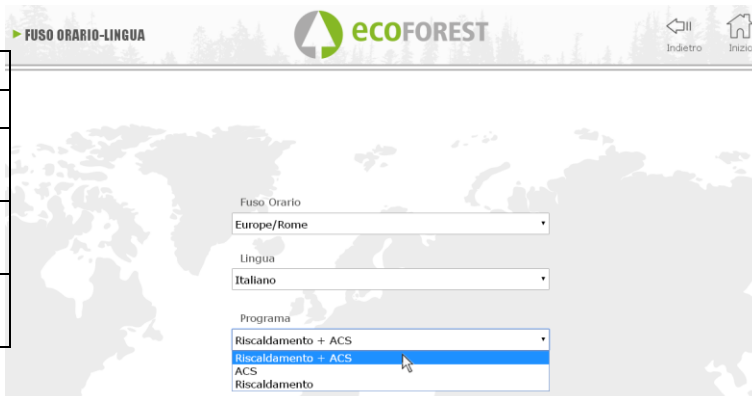 FUSO ORARIO-LINGUA
ecoFOREST
Indietro
Inizio
Fuso Orario
Europe/Rome
Lingua
Italiano
Programa
Riscaldamento + ACS
Riscaldamento + ACS
ACS
Riscaldamento